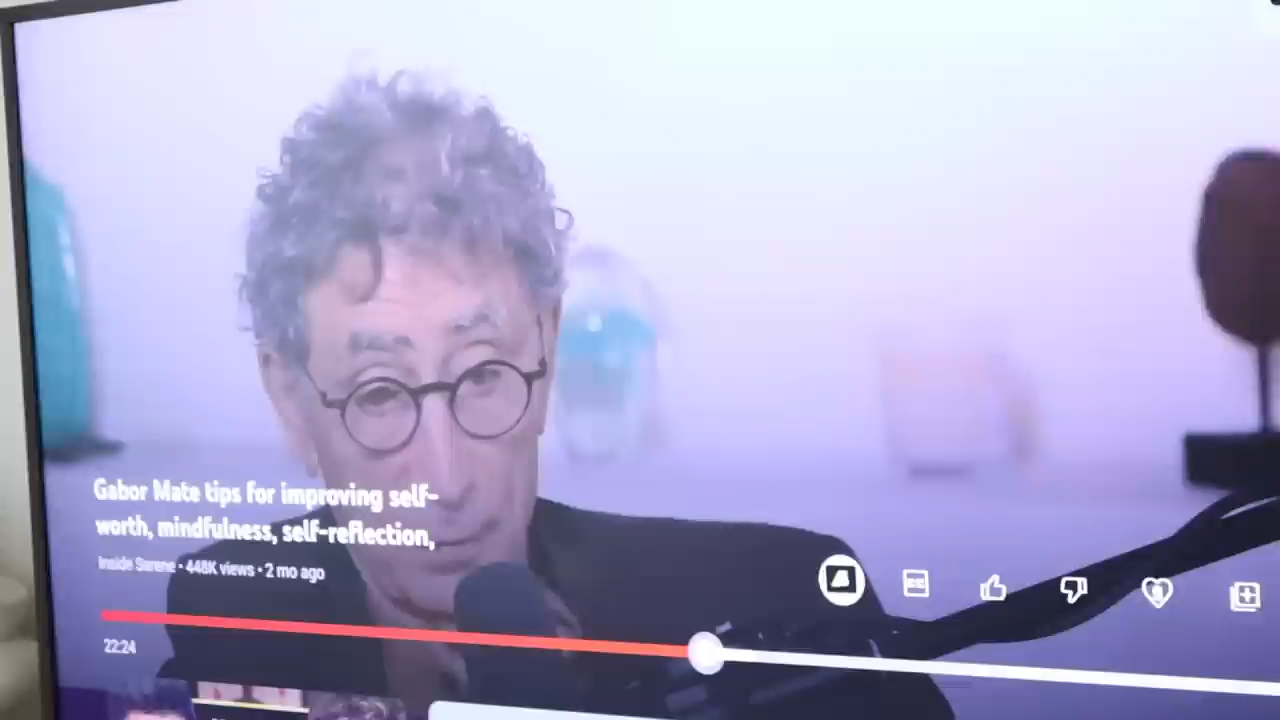 Gabor Mate tips for improving self-
worth, mindfulness, self-reflection,
Inside Serene • 448K views • 2 mo ago
CC
22:24